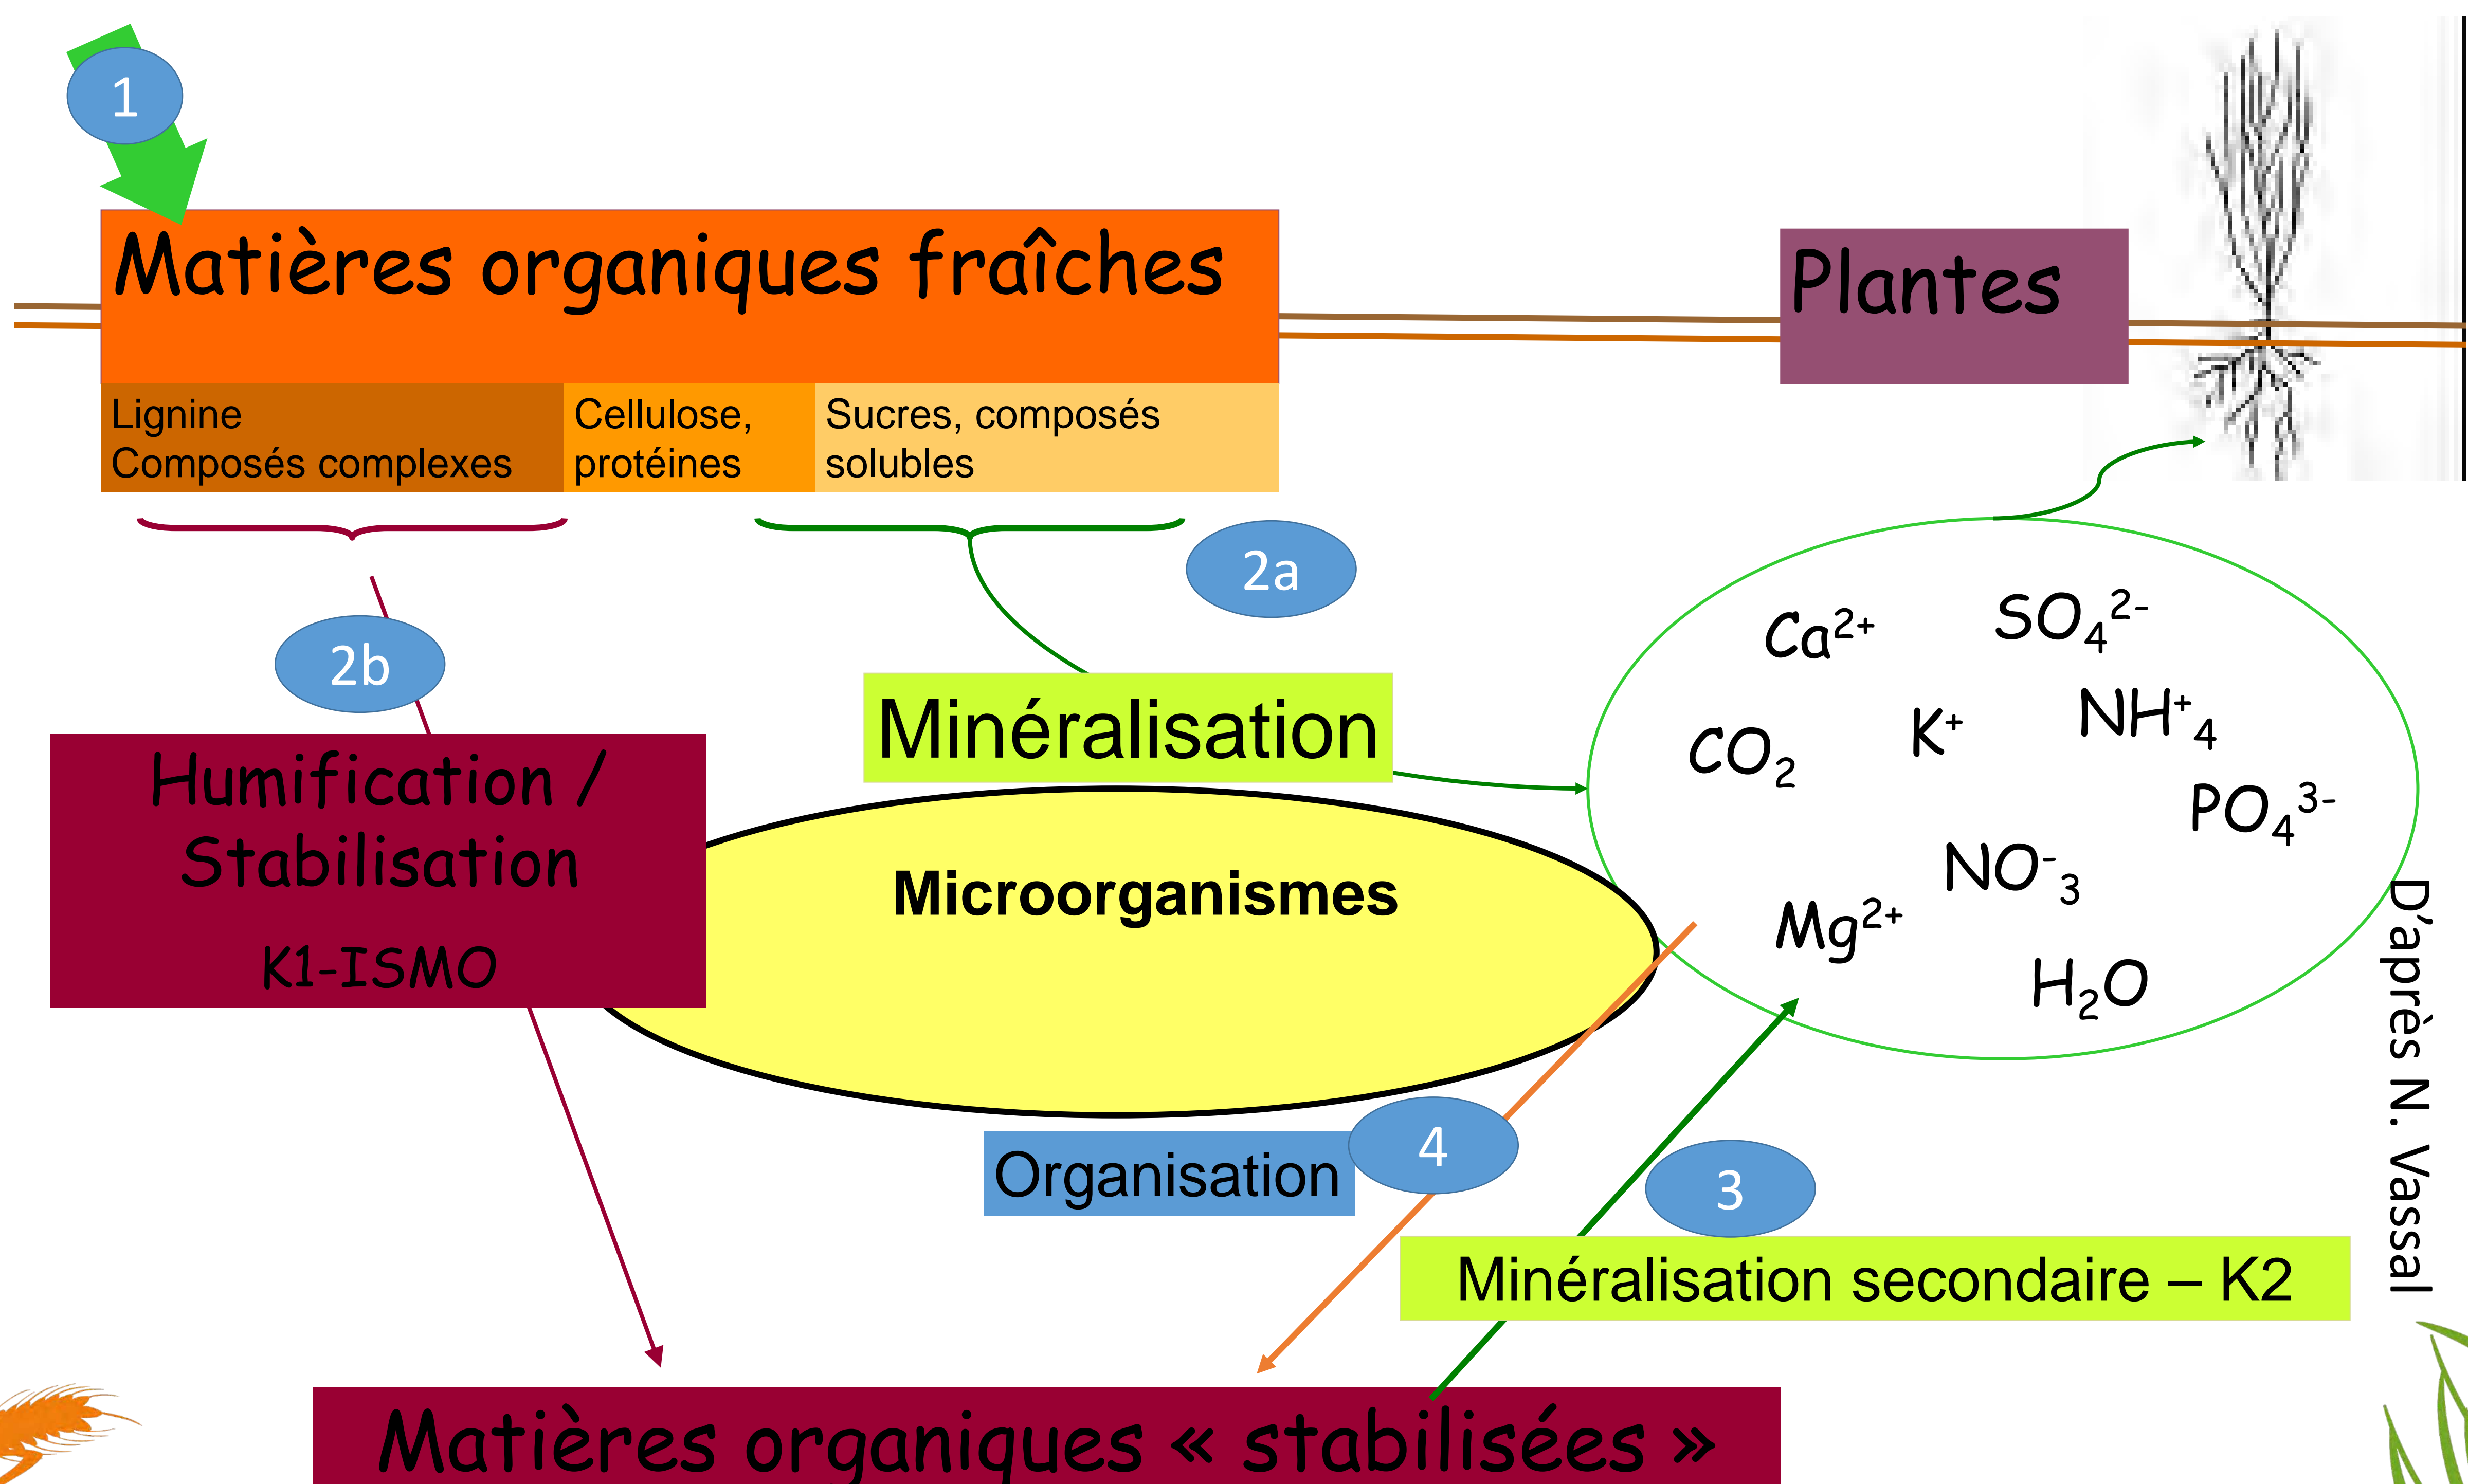 1
Matières organiques fraîches
Plantes
Lignine
Composés complexes
Cellulose,
protéines
Sucres, composés
solubles
2a
2b
Minéralisation
Humification /
Stabilisation
K1-ISMO
Microorganismes
Ca²⁺
SO₄²⁻
CO₂
K⁺
NH⁺₄
PO₄³⁻
NO⁻₃
Mg²⁺
H₂O
D’après N. Vassal
Organisation
4
3
Minéralisation secondaire – K2
Matières organiques « stabilisées »